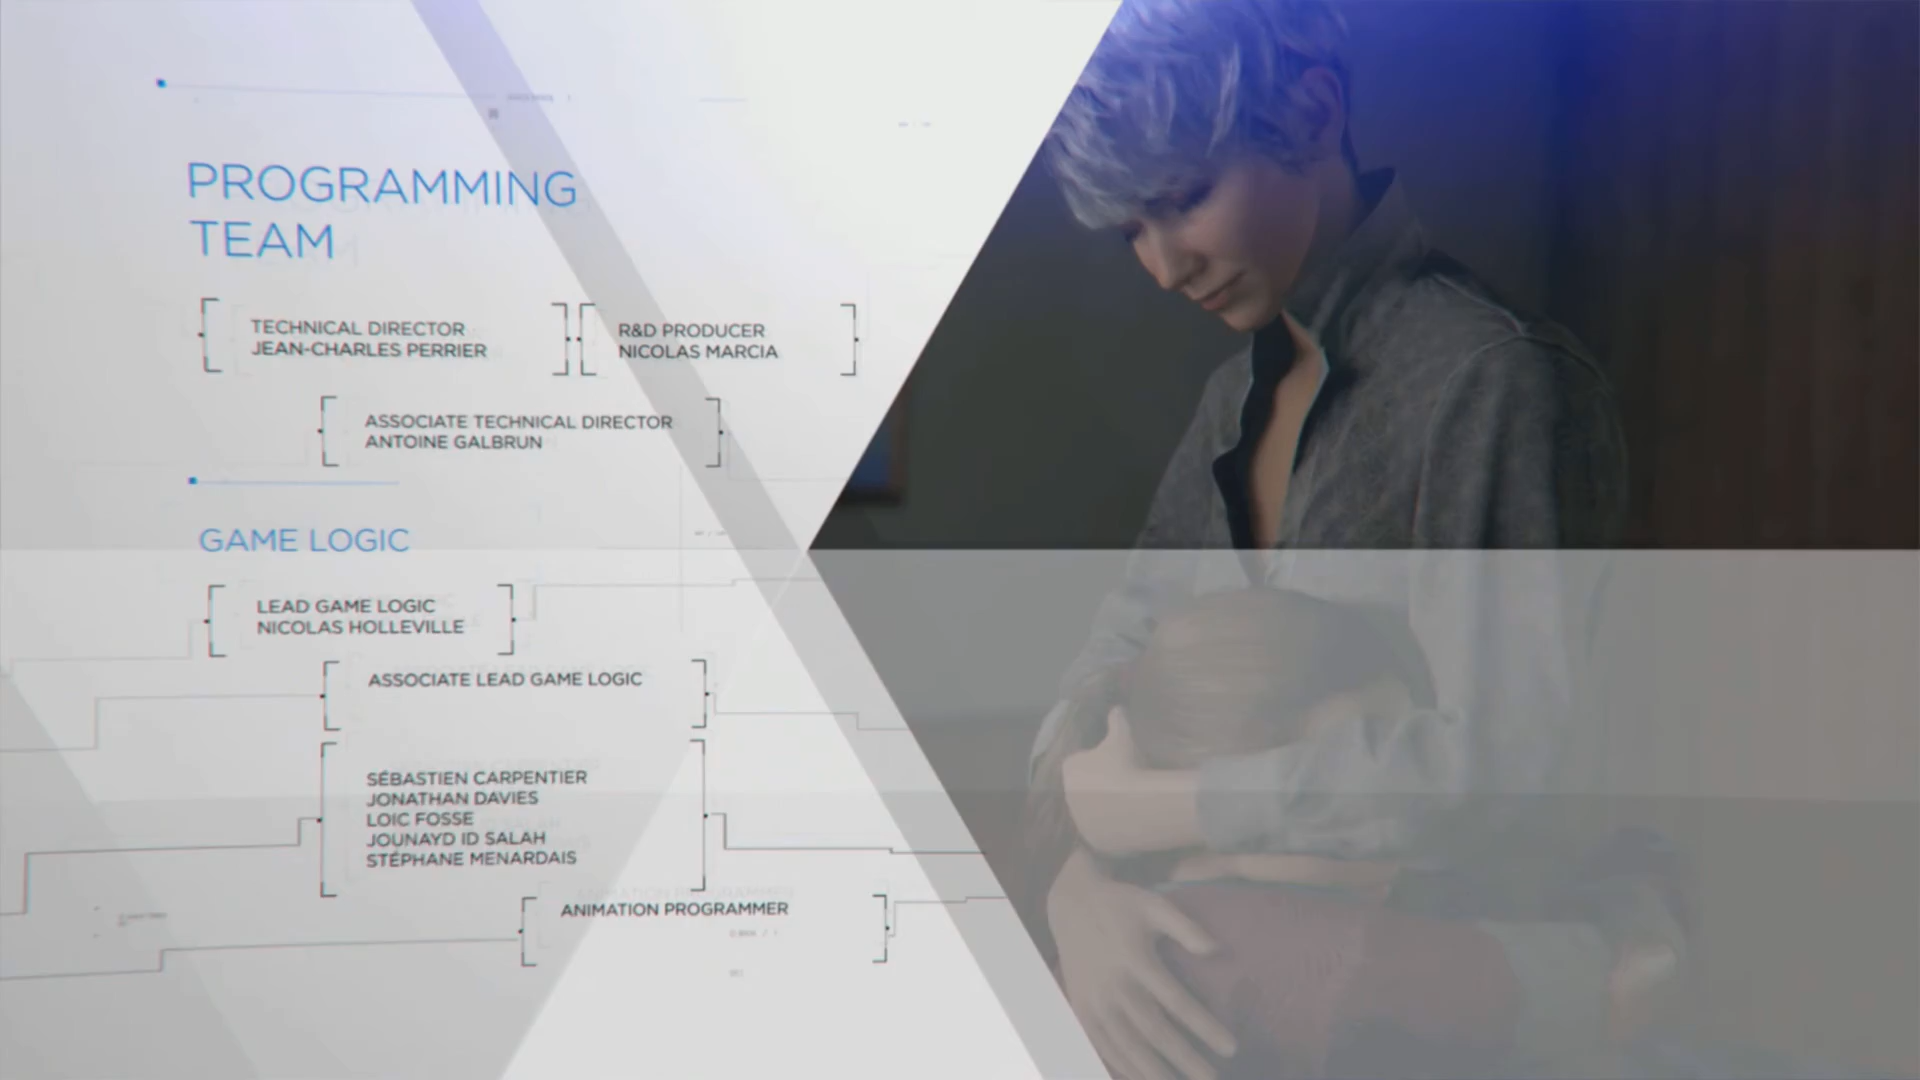 PROGRAMMING
TEAM
TECHNICAL DIRECTOR
JEAN-CHARLES PERRIER
R&D PRODUCER
NICOLAS MARCIA
ASSOCIATE TECHNICAL DIRECTOR
ANTOINE GALBRUN
GAME LOGIC
LEAD GAME LOGIC
NICOLAS HOLLEVILLE
ASSOCIATE LEAD GAME LOGIC
SÉBASTIEN CARPENTIER
JONATHAN DAVIES
LOIC FOSSE
JOUNAYD ID SALAH
STÉPHANE MENARDAIS
ANIMATION PROGRAMMER